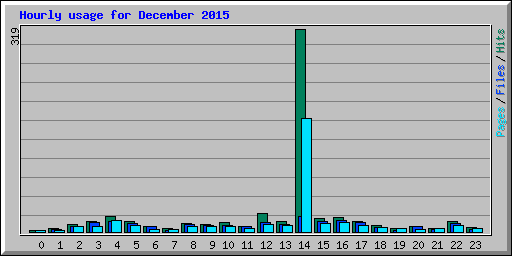 Hourly usage for December 2015
319
Pages / Files / Hits
0 1 2 3 4 5 6 7 8 9 10 11 12 13 14 15 16 17 18 19 20 21 22 23